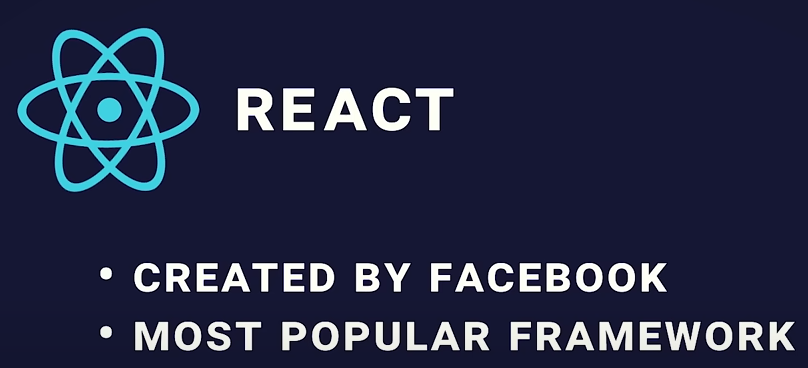 REACT
• CREATED BY FACEBOOK
• MOST POPULAR FRAMEWORK